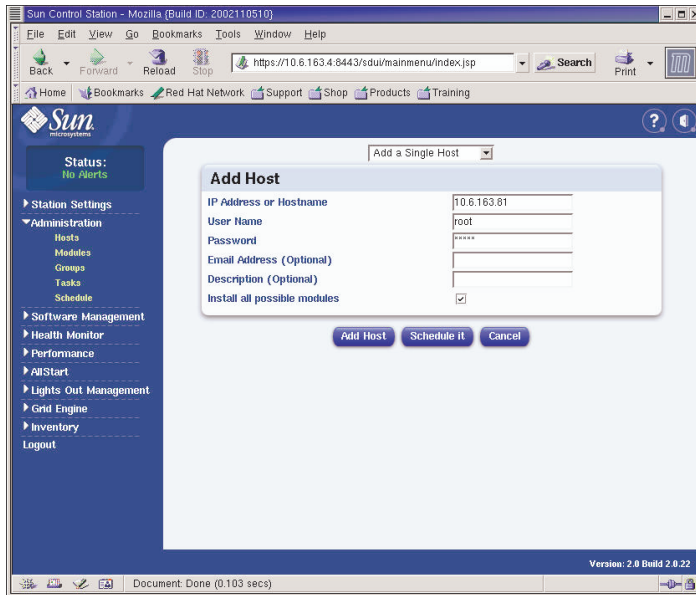 Sun Control Station - Mozilla {Build ID: 2002110510}
File Edit View Go Bookmarks Tools Window Help
Back Forward Reload Stop https://10.6.163.4:8443/sdui/mainmenu/index.jsp Search Print
Home Bookmarks Red Hat Network Support Shop Products Training
Sun
microsystems
?
Status:
No Alerts
Station Settings
Administration
Hosts
Modules
Groups
Tasks
Schedule
Software Management
Health Monitor
Performance
AllStart
Lights Out Management
Grid Engine
Inventory
Logout
Add a Single Host
Add Host
IP Address or Hostname 10.6.163.81
User Name root
Password *****
Email Address (Optional)
Description (Optional)
Install all possible modules
Add Host Schedule it Cancel
Version: 2.0 Build 2.0.22
Document: Done (0.103 secs)